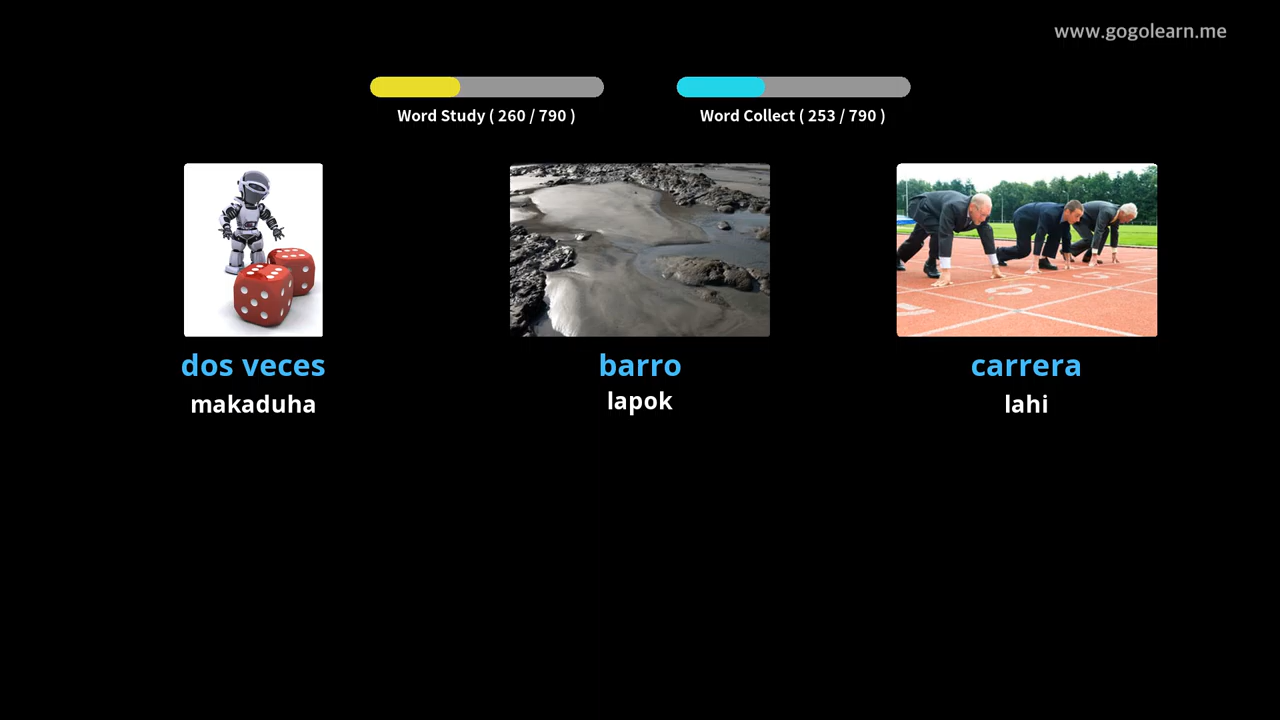 www.gogolearn.me
Word Study ( 260 / 790 )
Word Collect ( 253 / 790 )
dos veces
makaduha
barro
lapok
carrera
lahi